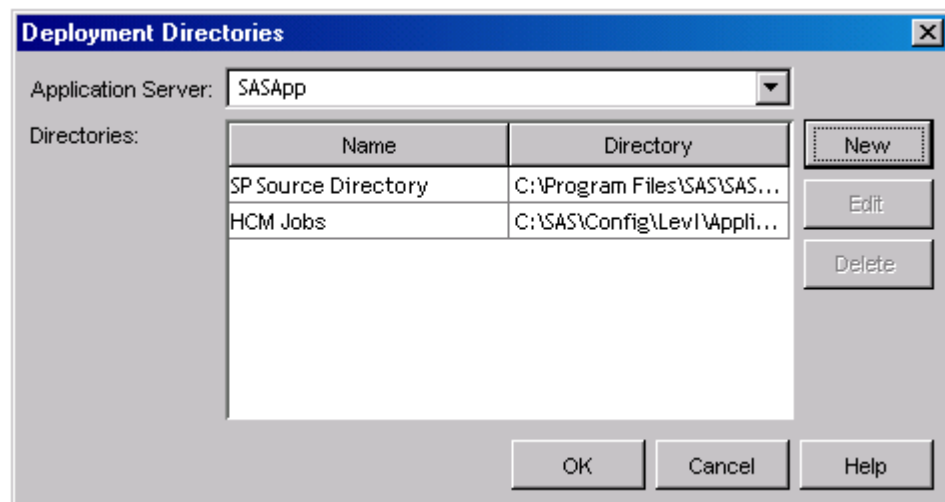 Deployment Directories
Application Server: SASApp
Directories:
Name Directory New
SP Source Directory C:\Program Files\SAS\SAS...
HCM Jobs C:\SAS\Config\Lev1\Appli...
Edit
Delete
OK Cancel Help